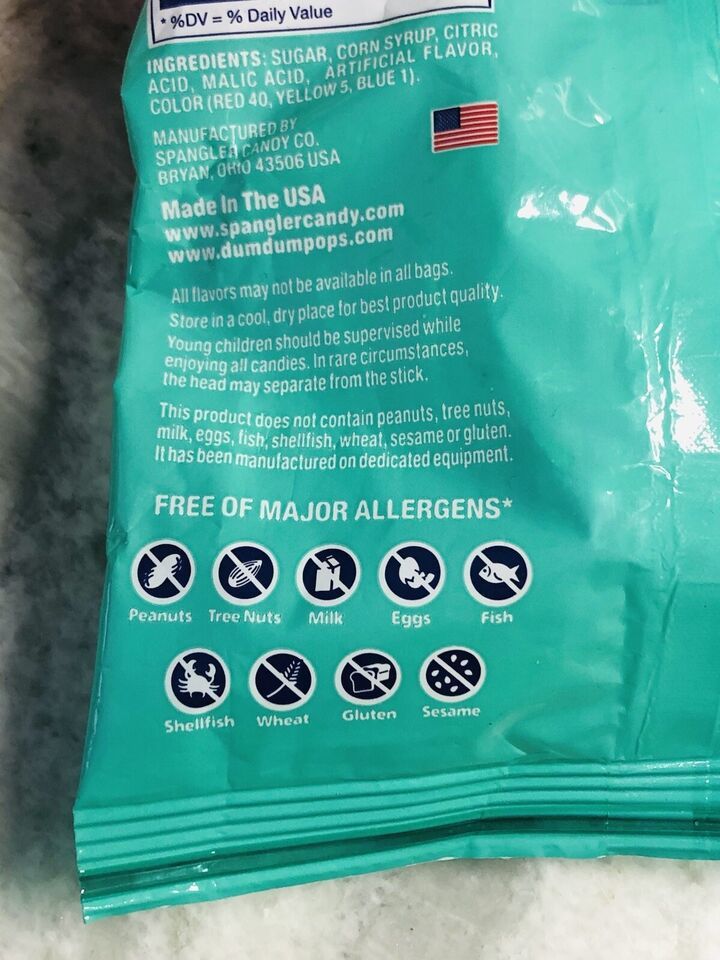 * %DV = % Daily Value
INGREDIENTS: SUGAR, CORN SYRUP, CITRIC
ACID, MALIC ACID, ARTIFICIAL FLAVOR,
COLOR (RED 40, YELLOW 5, BLUE 1).
MANUFACTURED BY
SPANGLER CANDY CO.
BRYAN, OHIO 43506 USA
Made In The USA
www.spanglercandy.com
www.dumdumpops.com
All flavors may not be available in all bags.
Store in a cool, dry place for best product quality.
Young children should be supervised while
enjoying all candies. In rare circumstances,
the head may separate from the stick.
This product does not contain peanuts, tree nuts,
milk, eggs, fish, shellfish, wheat, sesame or gluten.
It has been manufactured on dedicated equipment.
FREE OF MAJOR ALLERGENS*
Peanuts Tree Nuts Milk Eggs Fish
Shellfish Wheat Gluten Sesame